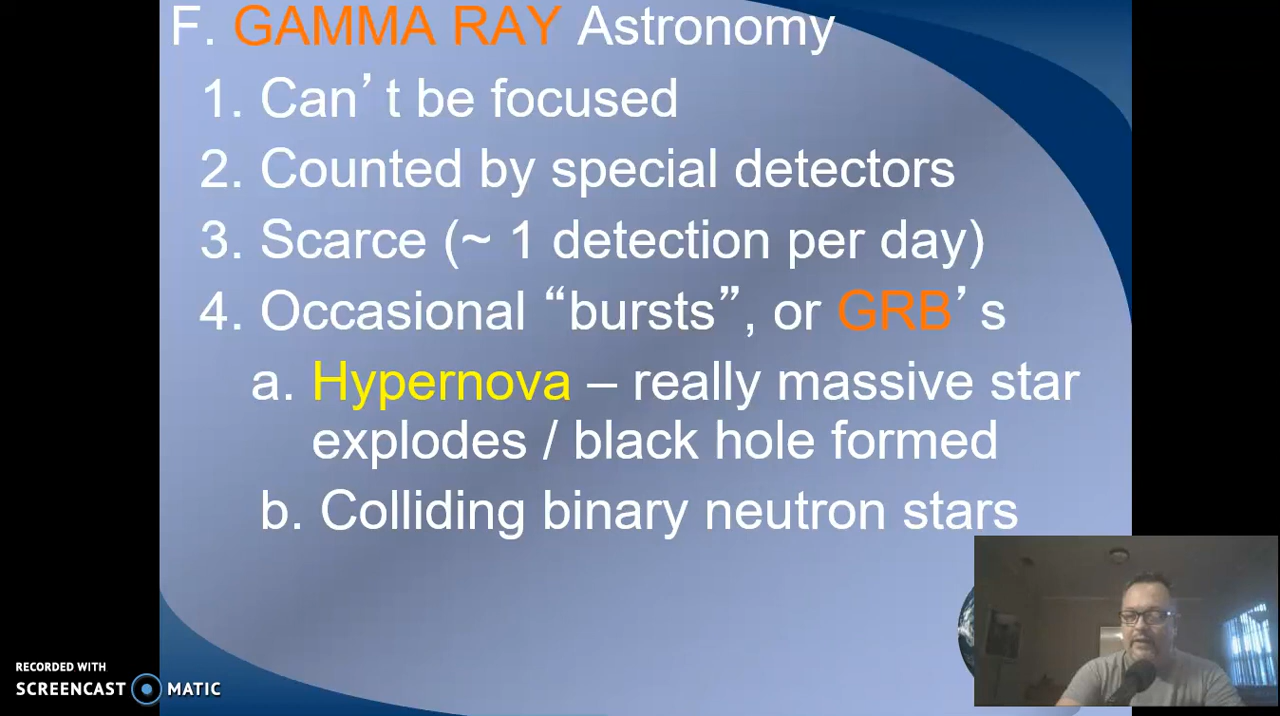 F. GAMMA RAY Astronomy
1. Can’t be focused
2. Counted by special detectors
3. Scarce (~ 1 detection per day)
4. Occasional “bursts”, or GRB’s
a. Hypernova – really massive star
explodes / black hole formed
b. Colliding binary neutron stars
RECORDED WITH
SCREENCAST MATIC